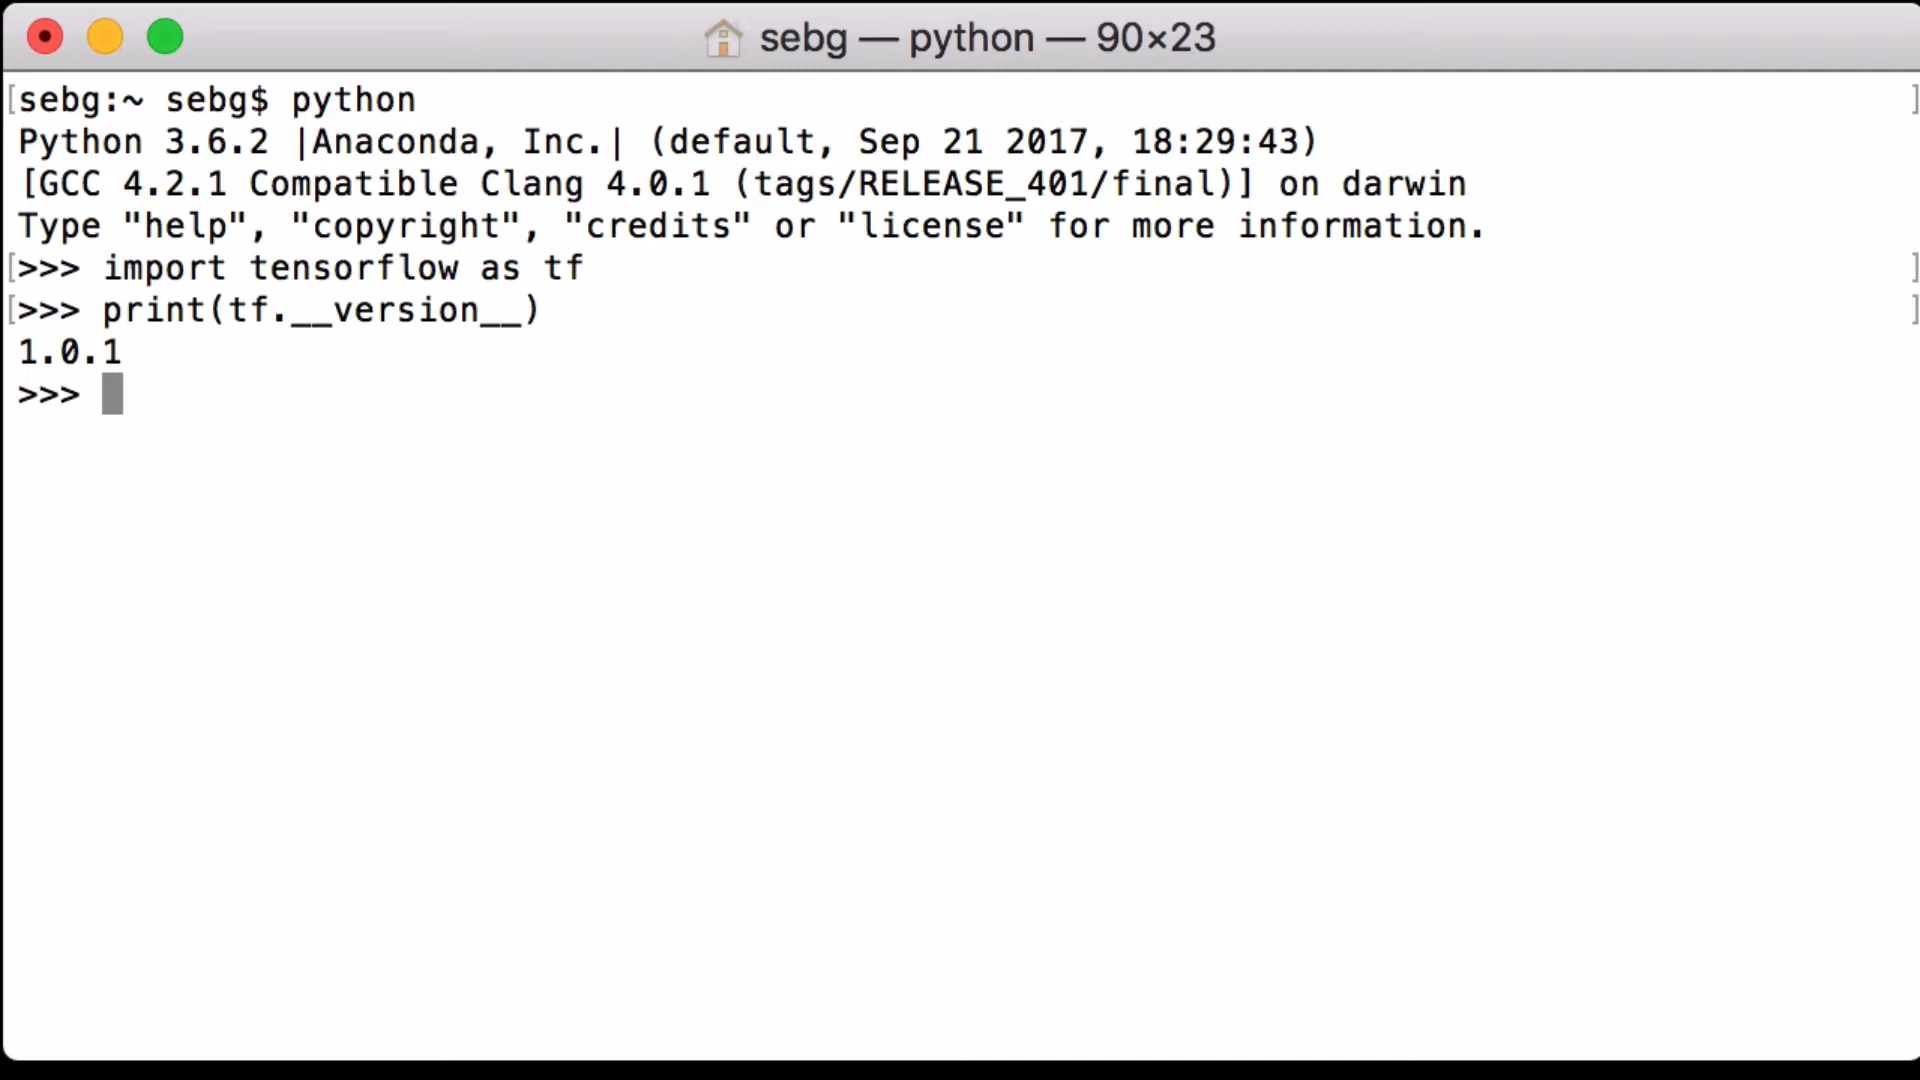 sebg — python — 90×23
[sebg:~ sebg$ python ]
Python 3.6.2 |Anaconda, Inc.| (default, Sep 21 2017, 18:29:43)
[GCC 4.2.1 Compatible Clang 4.0.1 (tags/RELEASE_401/final)] on darwin
Type "help", "copyright", "credits" or "license" for more information.
[>>> import tensorflow as tf ]
[>>> print(tf.__version__) ]
1.0.1
>>>